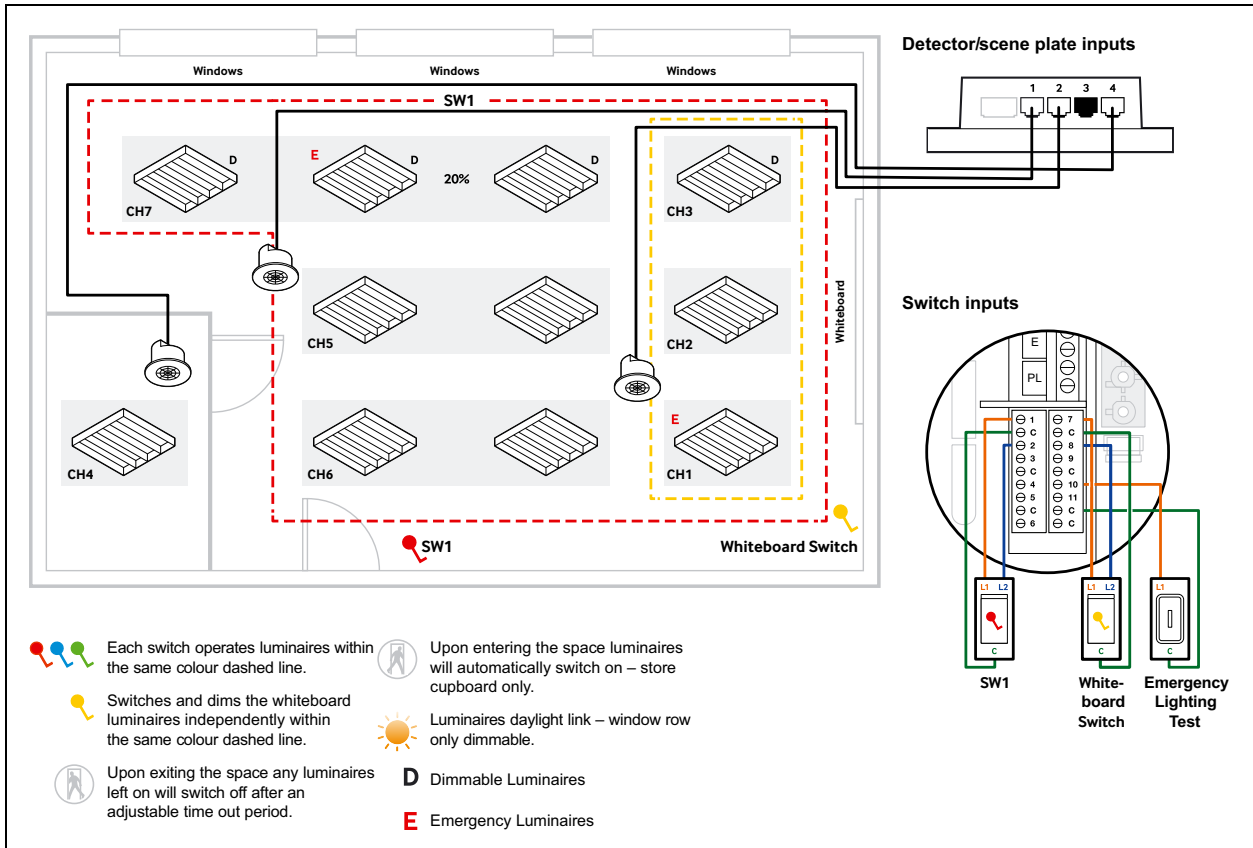 Windows
Windows
Windows
SW1
D
E
D
20%
D
D
CH7
CH3
CH5
CH2
Whiteboard
E
CH4
CH6
CH1
SW1
Whiteboard Switch
Detector/scene plate inputs
1 2 3 4
Switch inputs
E
PL
1 7
C C
2 8
3 9
C C
4 10
5 11
C C
6 C
L1 L2
L1 L2
L1
C
C
C
SW1
White-
board
Switch
Emergency
Lighting
Test
Each switch operates luminaires within
the same colour dashed line.
Switches and dims the whiteboard
luminaires independently within
the same colour dashed line.
Upon exiting the space any luminaires
left on will switch off after an
adjustable time out period.
Upon entering the space luminaires
will automatically switch on – store
cupboard only.
Luminaires daylight link – window row
only dimmable.
D Dimmable Luminaires
E Emergency Luminaires